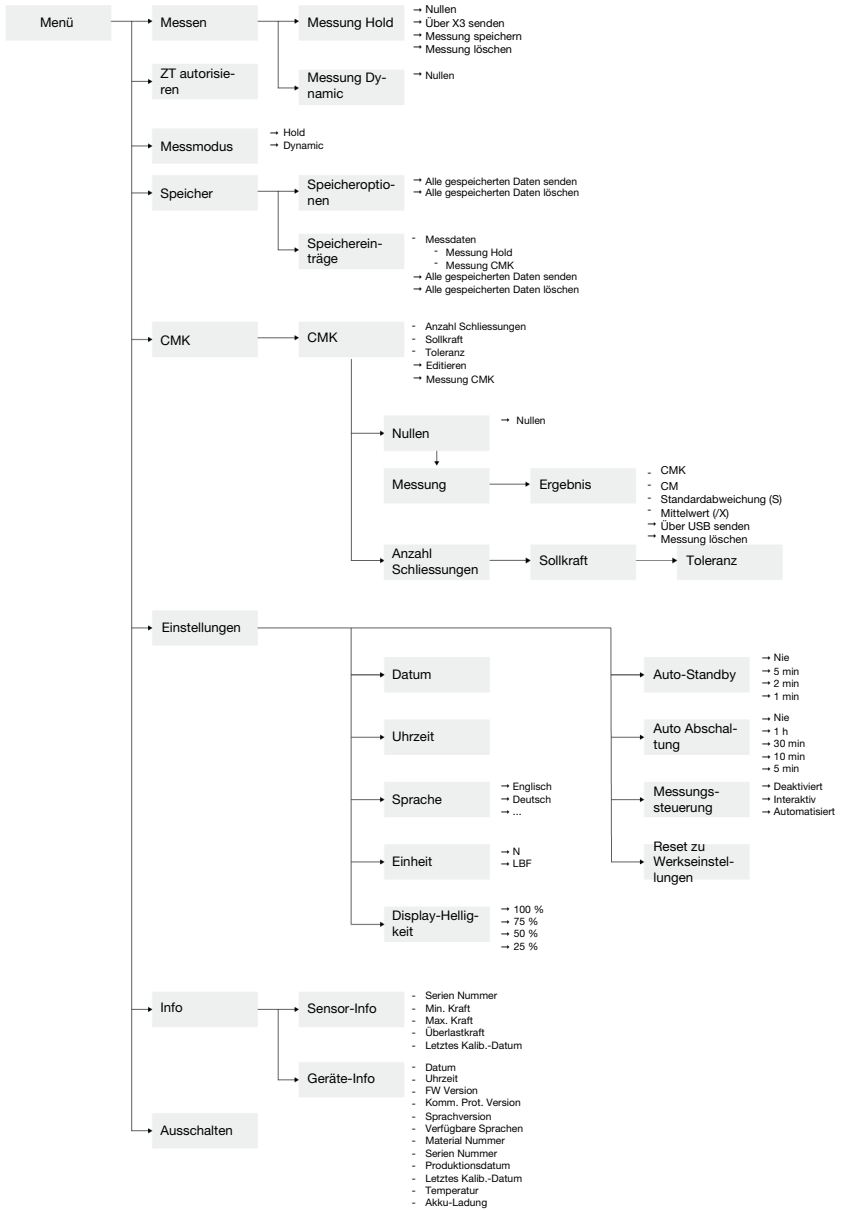 Menü
Messen
Messung Hold
→ Nullen
→ Über X3 senden
→ Messung speichern
→ Messung löschen
ZT autorisie-
ren
Messung Dy-
namic
→ Nullen
Messmodus
→ Hold
→ Dynamic
Speicher
Speicheroptio-
nen
→ Alle gespeicherten Daten senden
→ Alle gespeicherten Daten löschen
Speicherein-
träge
- Messdaten
- Messung Hold
- Messung CMK
→ Alle gespeicherten Daten senden
→ Alle gespeicherten Daten löschen
CMK
CMK
- Anzahl Schliessungen
- Sollkraft
- Toleranz
→ Editieren
→ Messung CMK
Nullen
→ Nullen
Messung
Ergebnis
- CMK
- CM
- Standardabweichung (S)
- Mittelwert (/X)
→ Über USB senden
→ Messung löschen
Anzahl
Schliessungen
Sollkraft
Toleranz
Einstellungen
Datum
Uhrzeit
Sprache
→ Englisch
→ Deutsch
→ ...
Einheit
→ N
→ LBF
Display-Hellig-
keit
→ 100 %
→ 75 %
→ 50 %
→ 25 %
Auto-Standby
→ Nie
→ 5 min
→ 2 min
→ 1 min
Auto Abschal-
tung
→ Nie
→ 1 h
→ 30 min
→ 10 min
→ 5 min
Messungs-
steuerung
→ Deaktiviert
→ Interaktiv
→ Automatisiert
Reset zu
Werkseinstel-
lungen
Info
Sensor-Info
- Serien Nummer
- Min. Kraft
- Max. Kraft
- Überlastkraft
- Letztes Kalib.-Datum
Geräte-Info
- Datum
- Uhrzeit
- FW Version
- Komm. Prot. Version
- Sprachversion
- Verfügbare Sprachen
- Material Nummer
- Serien Nummer
- Produktionsdatum
- Letztes Kalib.-Datum
- Temperatur
- Akku-Ladung
Ausschalten